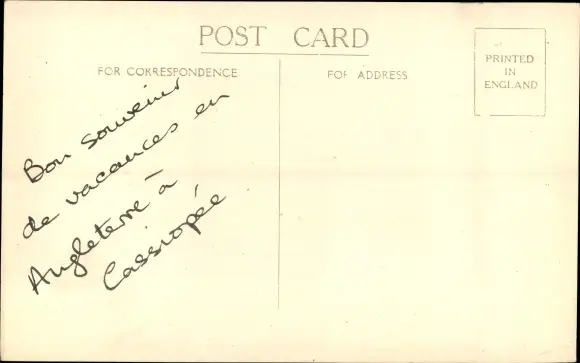 POST CARD
FOR CORRESPONDENCE
FOR ADDRESS
PRINTED
IN
ENGLAND
Bon souvenir
de vacances en
Angleterre à
Cassiopée